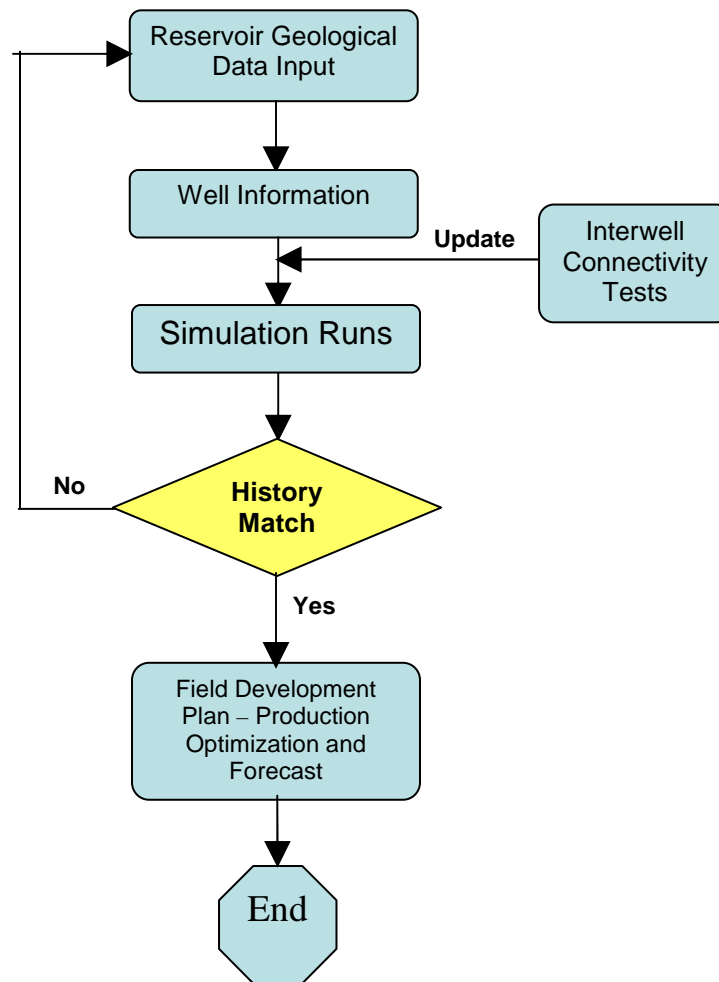 Reservoir Geological
Data Input
Well Information
Update
Interwell
Connectivity
Tests
Simulation Runs
No
History
Match
Yes
Field Development
Plan – Production
Optimization and
Forecast
End